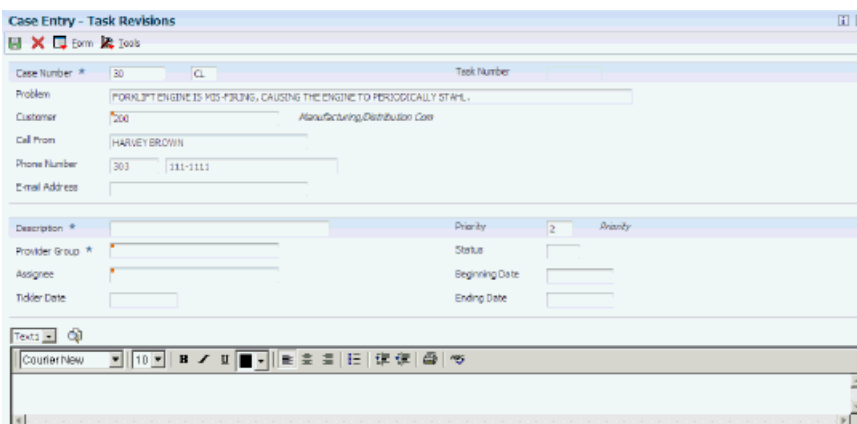 Case Entry - Task Revisions
Form Tools
Case Number * 30 CL Task Number
Problem FORKLIFT ENGINE IS MIS-FIRING, CAUSING THE ENGINE TO PERIODICALLY STAHL.
Customer 200 Manufacturing/Distribution Com
Call From HARVEY BROWN
Phone Number 303 111-1111
E-mail Address
Description * Priority 2 Priority
Provider Group * Status
Assignee Beginning Date
Tickler Date Ending Date
Text1
Courier New 10 B I U